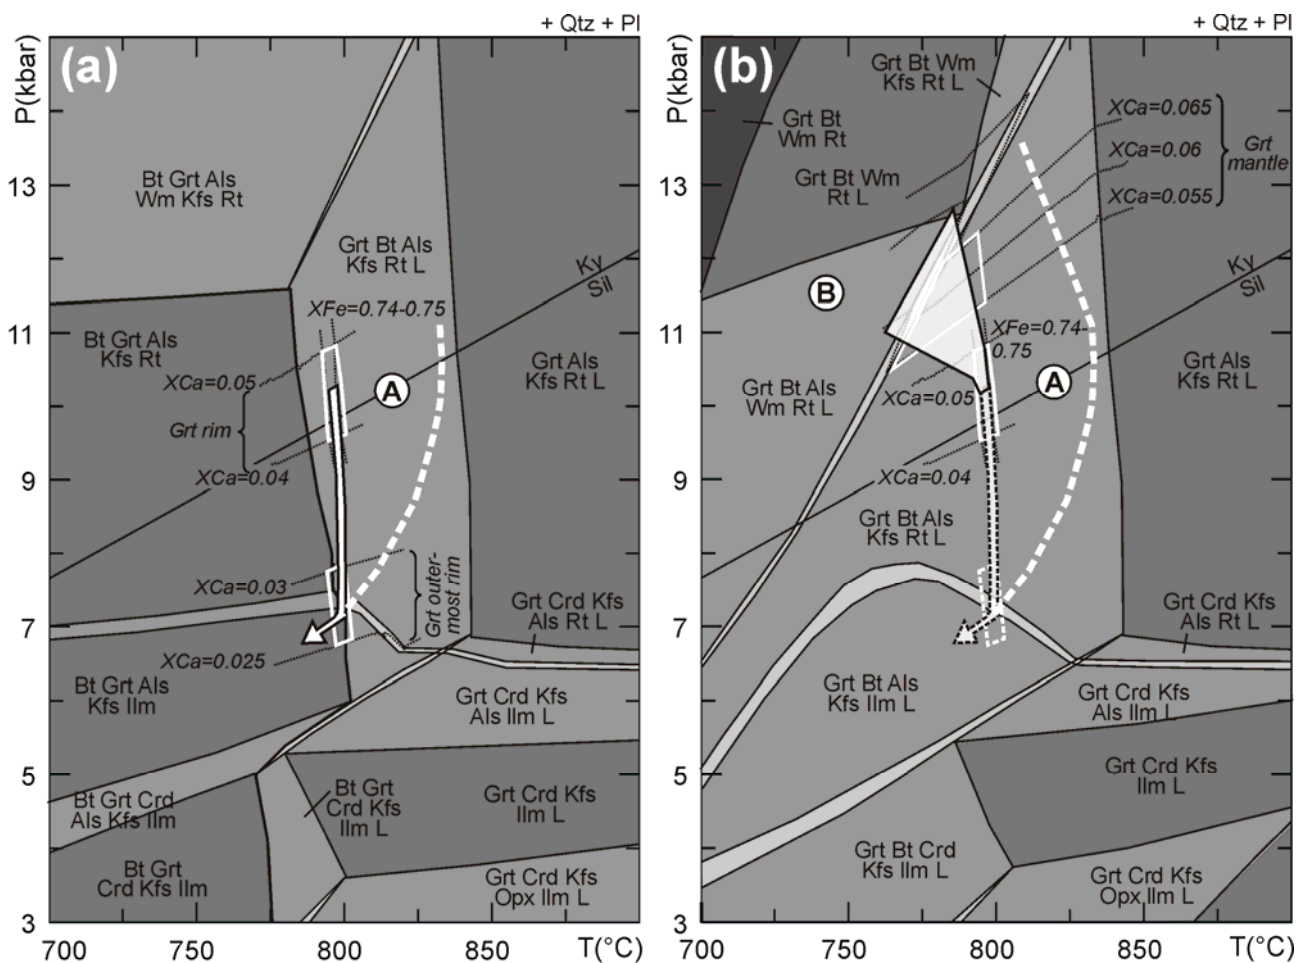 + Qtz + Pl
P(kbar)
(a)
13
11
9
7
5
3
Bt Grt Als
Wm Kfs Rt
Grt Bt Als
Kfs Rt L
Ky
Sil
XFe=0.74-0.75
Bt Grt Als
Kfs Rt
XCa=0.05
A
Grt Als
Kfs Rt L
Grt rim
XCa=0.04
XCa=0.03
Grt outer-
most rim
Grt Crd Kfs
Als Rt L
XCa=0.025
Bt Grt Als
Kfs Ilm
Grt Crd Kfs
Als Ilm L
Bt Grt Crd
Als Kfs Ilm
Bt Grt
Crd Kfs
Ilm L
Grt Crd Kfs
Ilm L
Bt Grt
Crd Kfs Ilm
Grt Crd Kfs
Opx Ilm L
700
750
800
850
T(°C)
+ Qtz + Pl
P(kbar)
(b)
13
11
9
7
5
3
Grt Bt Wm
Kfs Rt L
Grt Bt
Wm Rt
Grt Bt Wm
Rt L
XCa=0.065
XCa=0.06
XCa=0.055
Grt
mantle
B
Ky
Sil
XFe=0.74-
0.75
A
Grt Als
Kfs Rt L
XCa=0.05
Grt Bt Als
Wm Rt L
XCa=0.04
Grt Bt Als
Kfs Rt L
Grt Crd Kfs
Als Rt L
Grt Bt Als
Kfs Ilm L
Grt Crd Kfs
Als Ilm L
Grt Crd Kfs
Ilm L
Grt Bt Crd
Kfs Ilm L
Grt Crd Kfs
Opx Ilm L
700
750
800
850
T(°C)